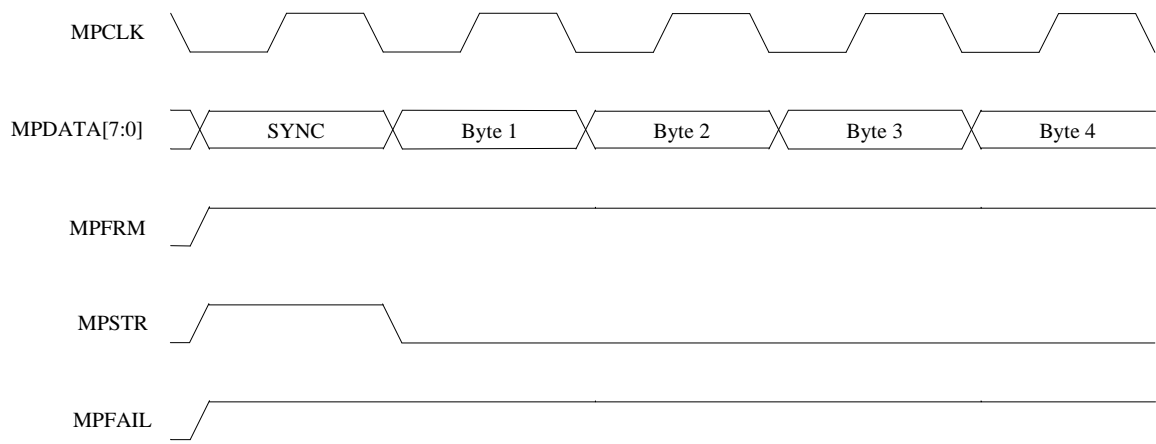 MPCLK
MPDATA[7:0]
SYNC
Byte 1
Byte 2
Byte 3
Byte 4
MPFRM
MPSTR
MPFAIL